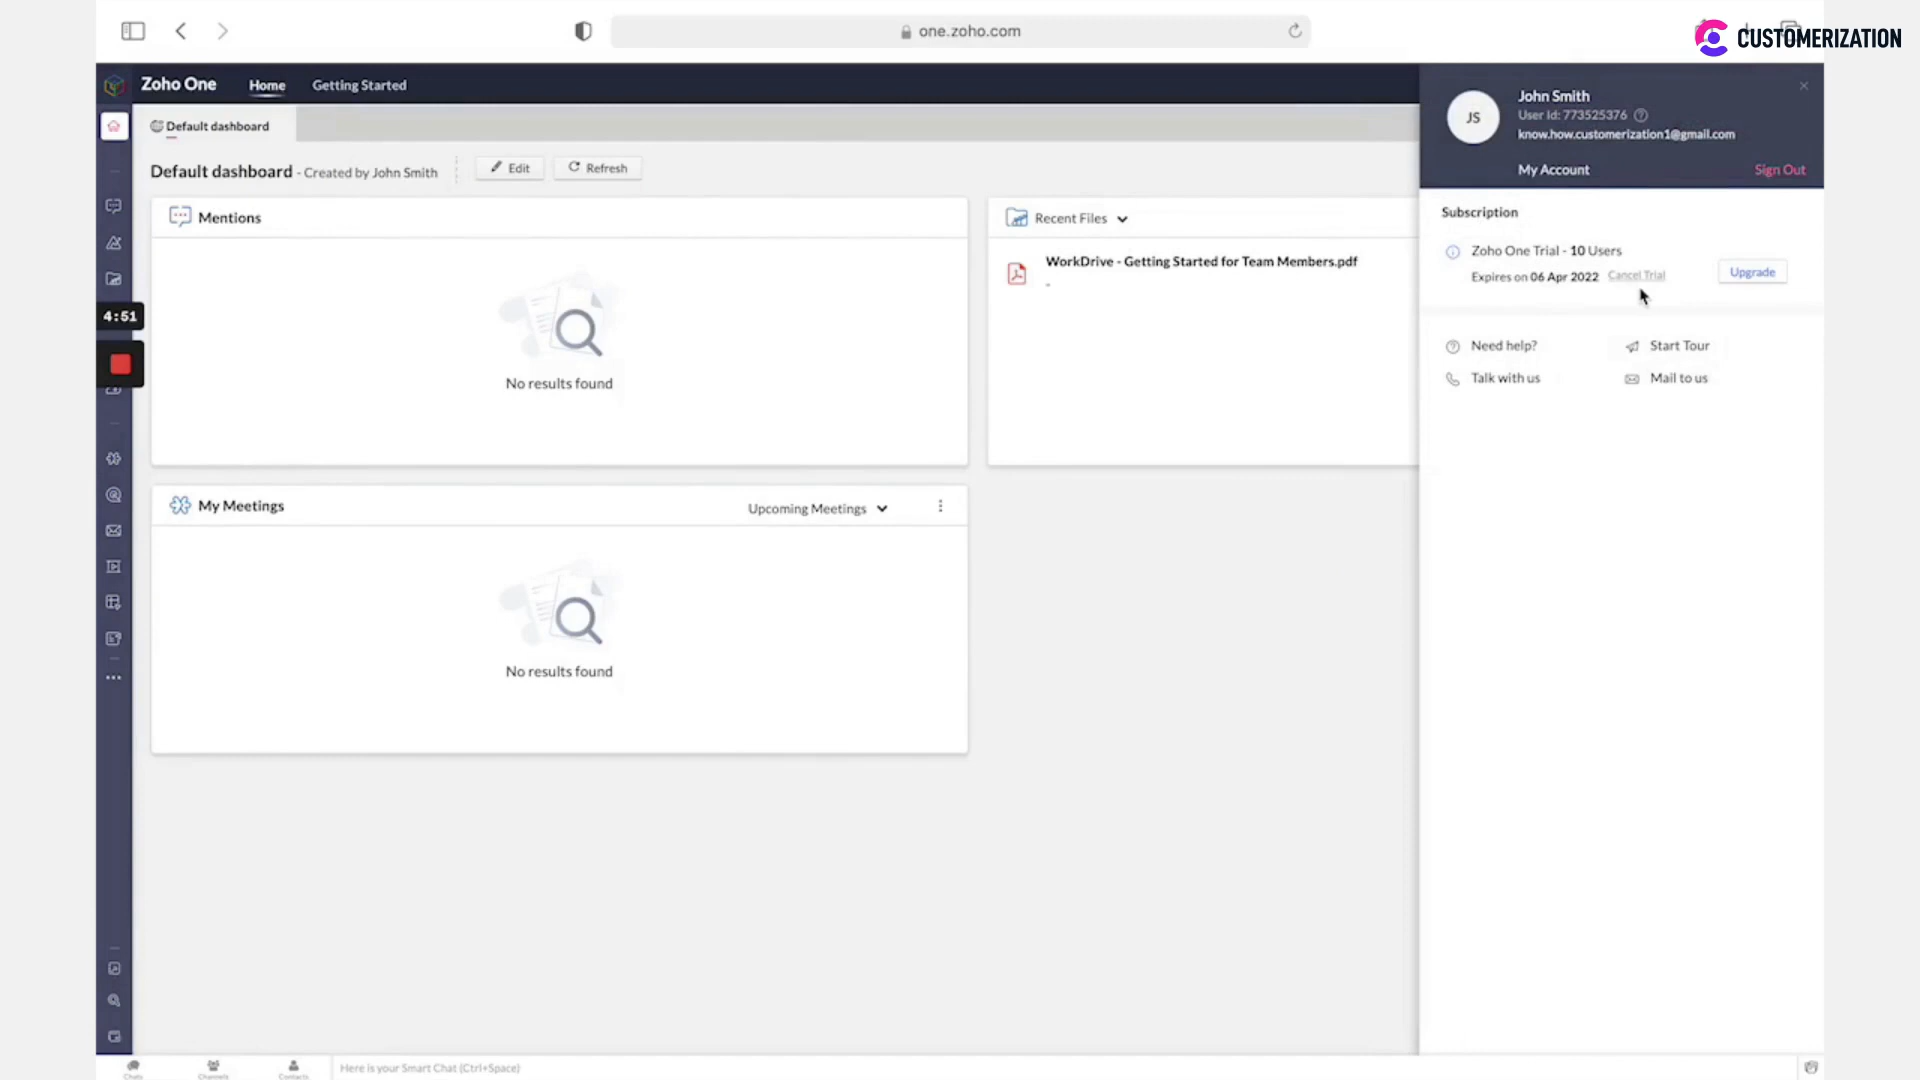 one.zoho.com
CUSTOMERIZATION
Zoho One
Home
Getting Started
Default dashboard
Default dashboard - Created by John Smith
Edit
Refresh
Mentions
No results found
Recent Files
WorkDrive - Getting Started for Team Members.pdf
-
My Meetings
Upcoming Meetings
No results found
4:51
JS
John Smith
User Id: 773525376
know.how.customerization1@gmail.com
My Account
Sign Out
Subscription
Zoho One Trial - 10 Users
Expires on 06 Apr 2022 Cancel Trial
Upgrade
Need help?
Start Tour
Talk with us
Mail to us
Chats
Channels
Contacts
Here is your Smart Chat (Ctrl+Space)